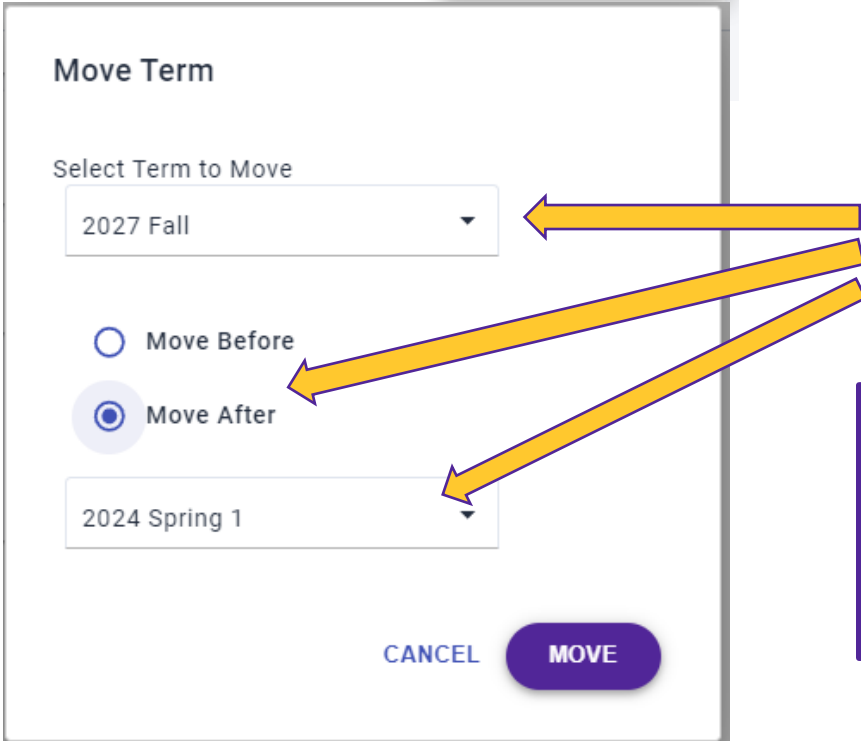 Move Term
Select Term to Move
2027 Fall
Move Before
Move After
2024 Spring 1
CANCEL
MOVE